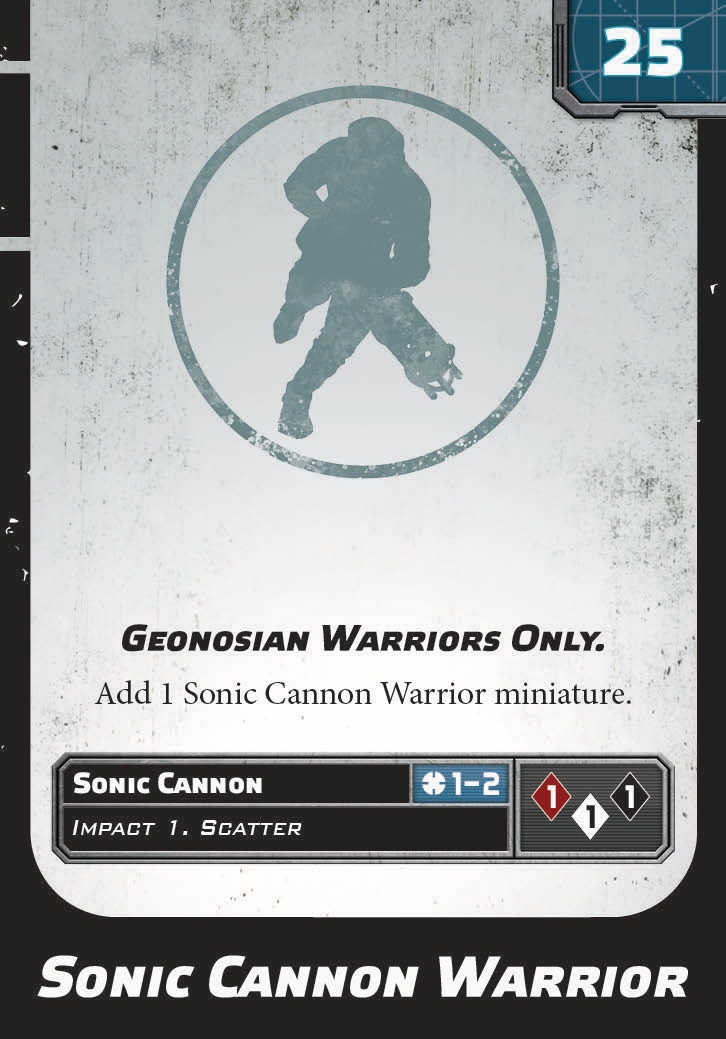 25
Geonosian Warriors Only.
Add 1 Sonic Cannon Warrior miniature.
Sonic Cannon 1–2
Impact 1. Scatter
1 1 1
Sonic Cannon Warrior